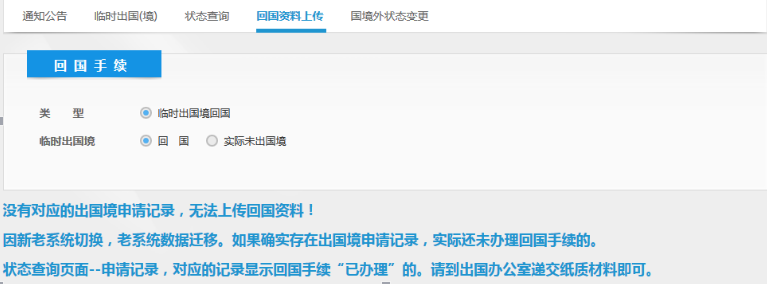 通知公告 临时出国(境) 状态查询 回国资料上传 国境外状态变更
回国手续
类 型 临时出国境回国
临时出国境 回 国 实际未出国境
没有对应的出国境申请记录，无法上传回国资料！
因新老系统切换，老系统数据迁移。如果确实存在出国境申请记录，实际还未办理回国手续的。
状态查询页面--申请记录，对应的记录显示回国手续“已办理”的。请到出国办公室递交纸质材料即可。